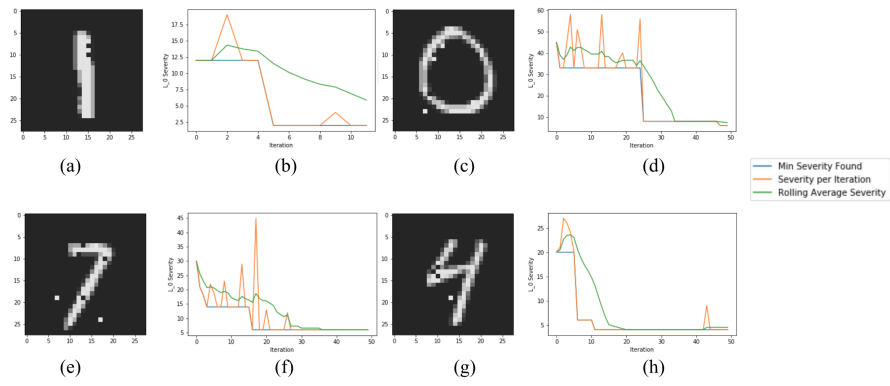 0
5
10
15
20
25
0 5 10 15 20 25
(a)
L_0 Severity
17.5
15.0
12.5
10.0
7.5
5.0
2.5
0 2 4 6 8 10
Iteration
(b)
0
5
10
15
20
25
0 5 10 15 20 25
(c)
L_0 Severity
60
50
40
30
20
10
0 10 20 30 40 50
Iteration
(d)
Min Severity Found
Severity per Iteration
Rolling Average Severity
0
5
10
15
20
25
0 5 10 15 20 25
(e)
L_0 Severity
45
40
35
30
25
20
15
10
5
0 10 20 30 40 50
Iteration
(f)
0
5
10
15
20
25
0 5 10 15 20 25
(g)
L_0 Severity
25
20
15
10
5
0 10 20 30 40 50
Iteration
(h)